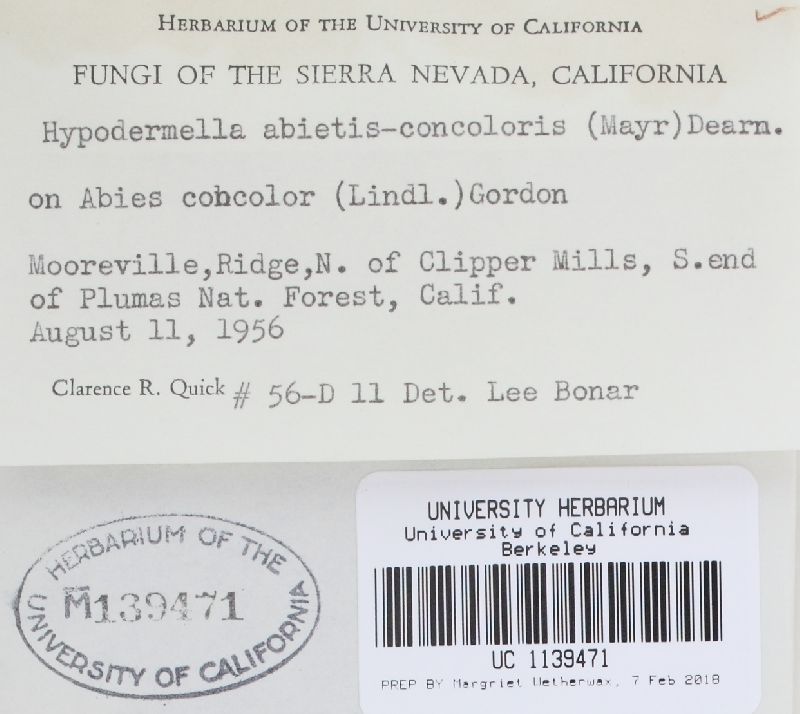 HERBARIUM OF THE UNIVERSITY OF CALIFORNIA
FUNGI OF THE SIERRA NEVADA, CALIFORNIA
Hypodermella abietis-concoloris (Mayr)Dearn.
on Abies cohcolor (Lindl.)Gordon
Mooreville,Ridge,N. of Clipper Mills, S.end
of Plumas Nat. Forest, Calif.
August 11, 1956
Clarence R. Quick # 56-D 11 Det. Lee Bonar
HERBARIUM OF THE
M139471
UNIVERSITY OF CALIFORNIA
UNIVERSITY HERBARIUM
University of California
Berkeley
UC 1139471
PREP BY Margriet Wetherwax, 7 Feb 2018